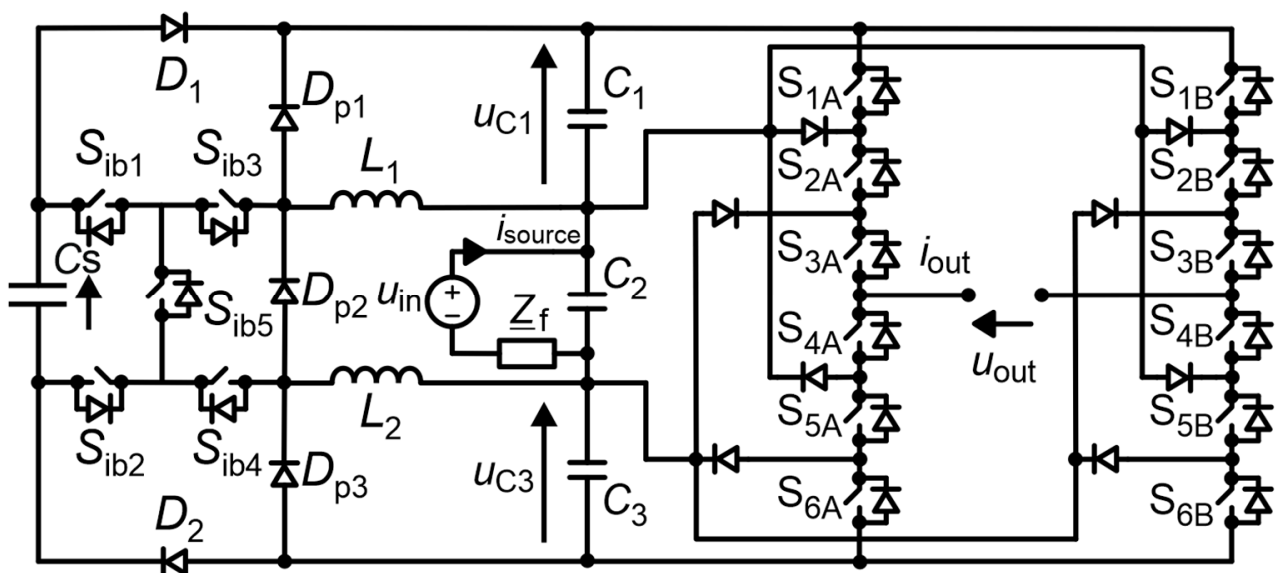 D1
Dp1
uC1
C1
S1A
S1B
Sib1
Sib3
L1
S2A
S2B
Cs
isource
S3A
iout
S3B
uin
C2
Sib5
Dp2
Zf
S4A
uout
S4B
L2
S5A
S5B
Sib2
Sib4
Dp3
uC3
C3
S6A
S6B
D2